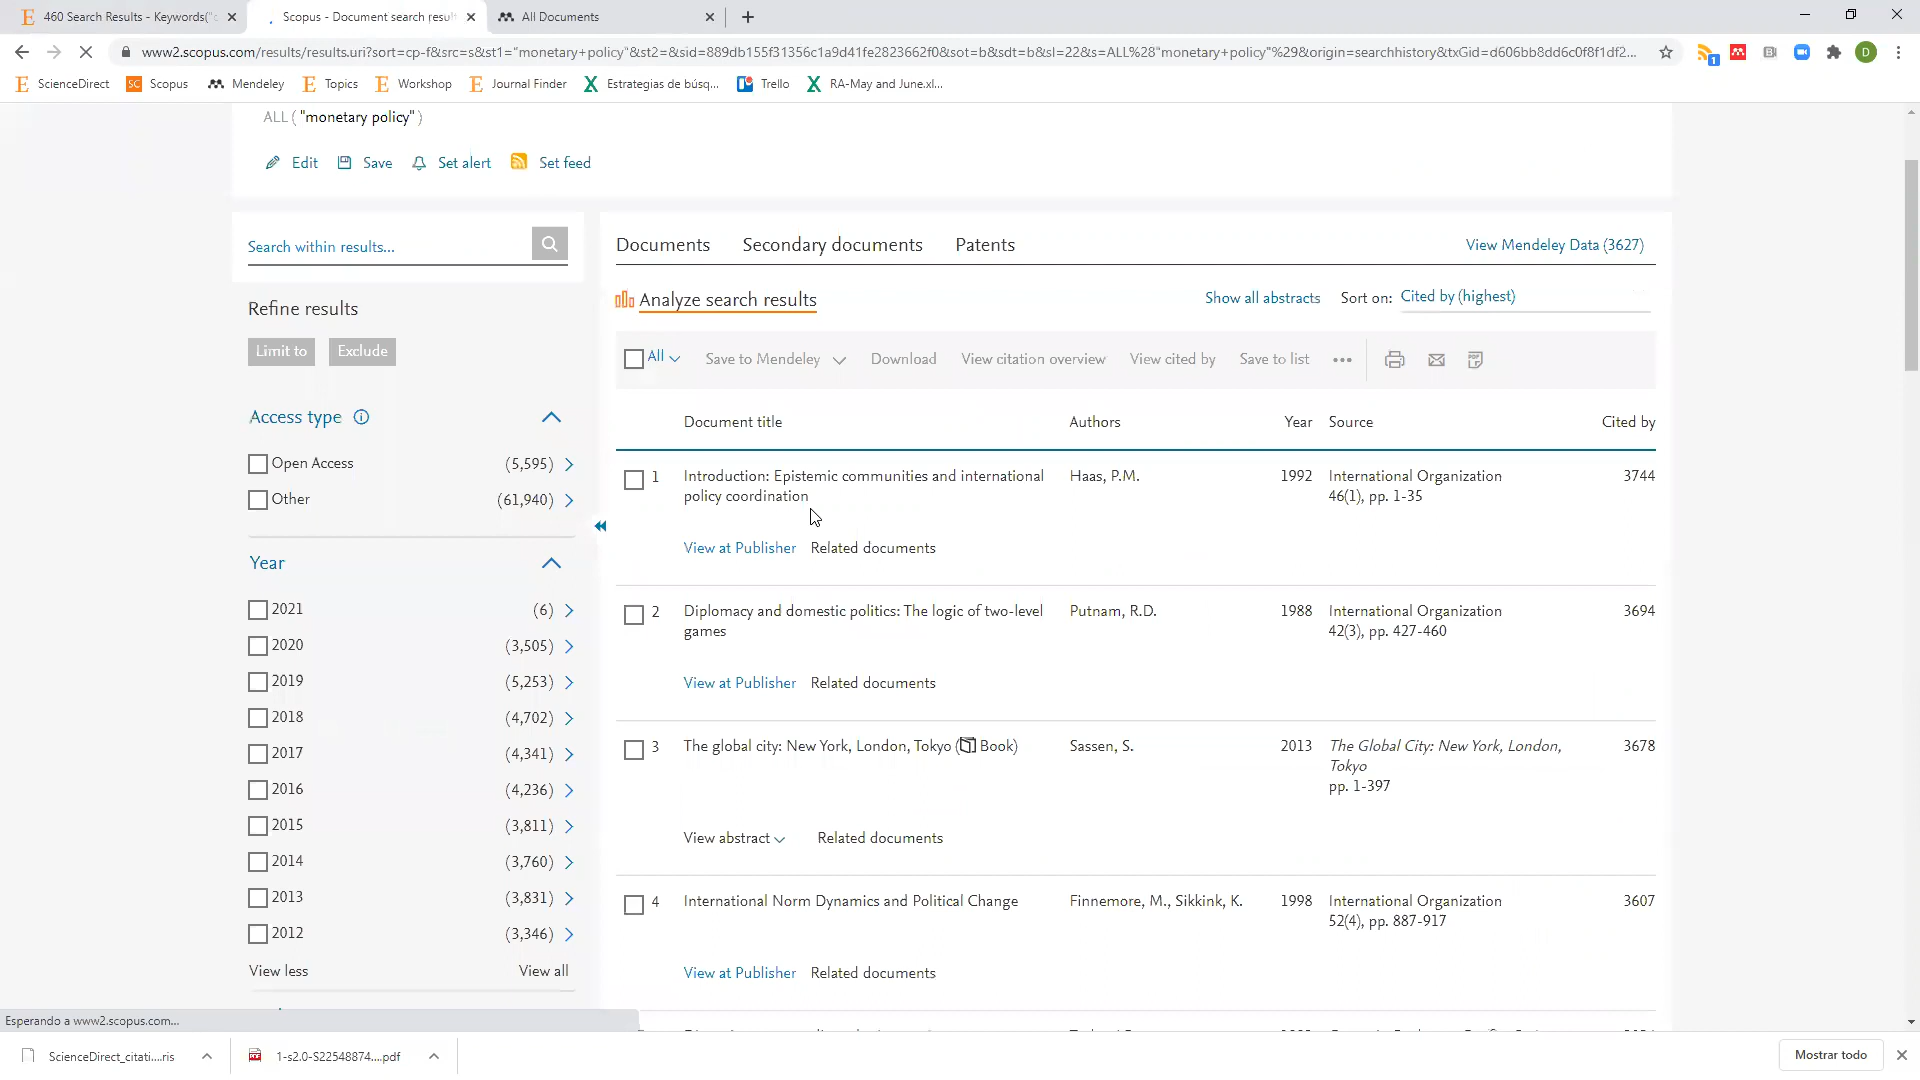 460 Search Results - Keywords("c
Scopus - Document search resul
All Documents
www2.scopus.com/results/results.uri?sort=cp-f&src=s&st1="monetary+policy"&st2=&sid=889db155f31356c1a9d41fe2823662f0&sot=b&sdt=b&sl=22&s=ALL%28"monetary+policy"%29&origin=searchhistory&txGid=d606bb8dd6c0f8f1df2...
1
D
ScienceDirect
SC Scopus
Mendeley
Topics
Workshop
Journal Finder
Estrategias de búsq...
Trello
RA-May and June.xl...
ALL ( "monetary policy" )
Edit Save Set alert Set feed
Search within results...
Refine results
Limit to Exclude
Access type
Open Access (5,595)
Other (61,940)
Year
2021 (6)
2020 (3,505)
2019 (5,253)
2018 (4,702)
2017 (4,341)
2016 (4,236)
2015 (3,811)
2014 (3,760)
2013 (3,831)
2012 (3,346)
View less View all
Documents Secondary documents Patents View Mendeley Data (3627)
Analyze search results Show all abstracts Sort on: Cited by (highest)
All Save to Mendeley Download View citation overview View cited by Save to list •••
Document title Authors Year Source Cited by
1 Introduction: Epistemic communities and international Haas, P.M. 1992 International Organization 3744
policy coordination 46(1), pp. 1-35
View at Publisher Related documents
2 Diplomacy and domestic politics: The logic of two-level Putnam, R.D. 1988 International Organization 3694
games 42(3), pp. 427-460
View at Publisher Related documents
3 The global city: New York, London, Tokyo (Book) Sassen, S. 2013 The Global City: New York, London, 3678
Tokyo
pp. 1-397
View abstract Related documents
4 International Norm Dynamics and Political Change Finnemore, M., Sikkink, K. 1998 International Organization 3607
52(4), pp. 887-917
View at Publisher Related documents
Esperando a www2.scopus.com...
ScienceDirect_citati....ris
1-s2.0-S22548874....pdf
Mostrar todo